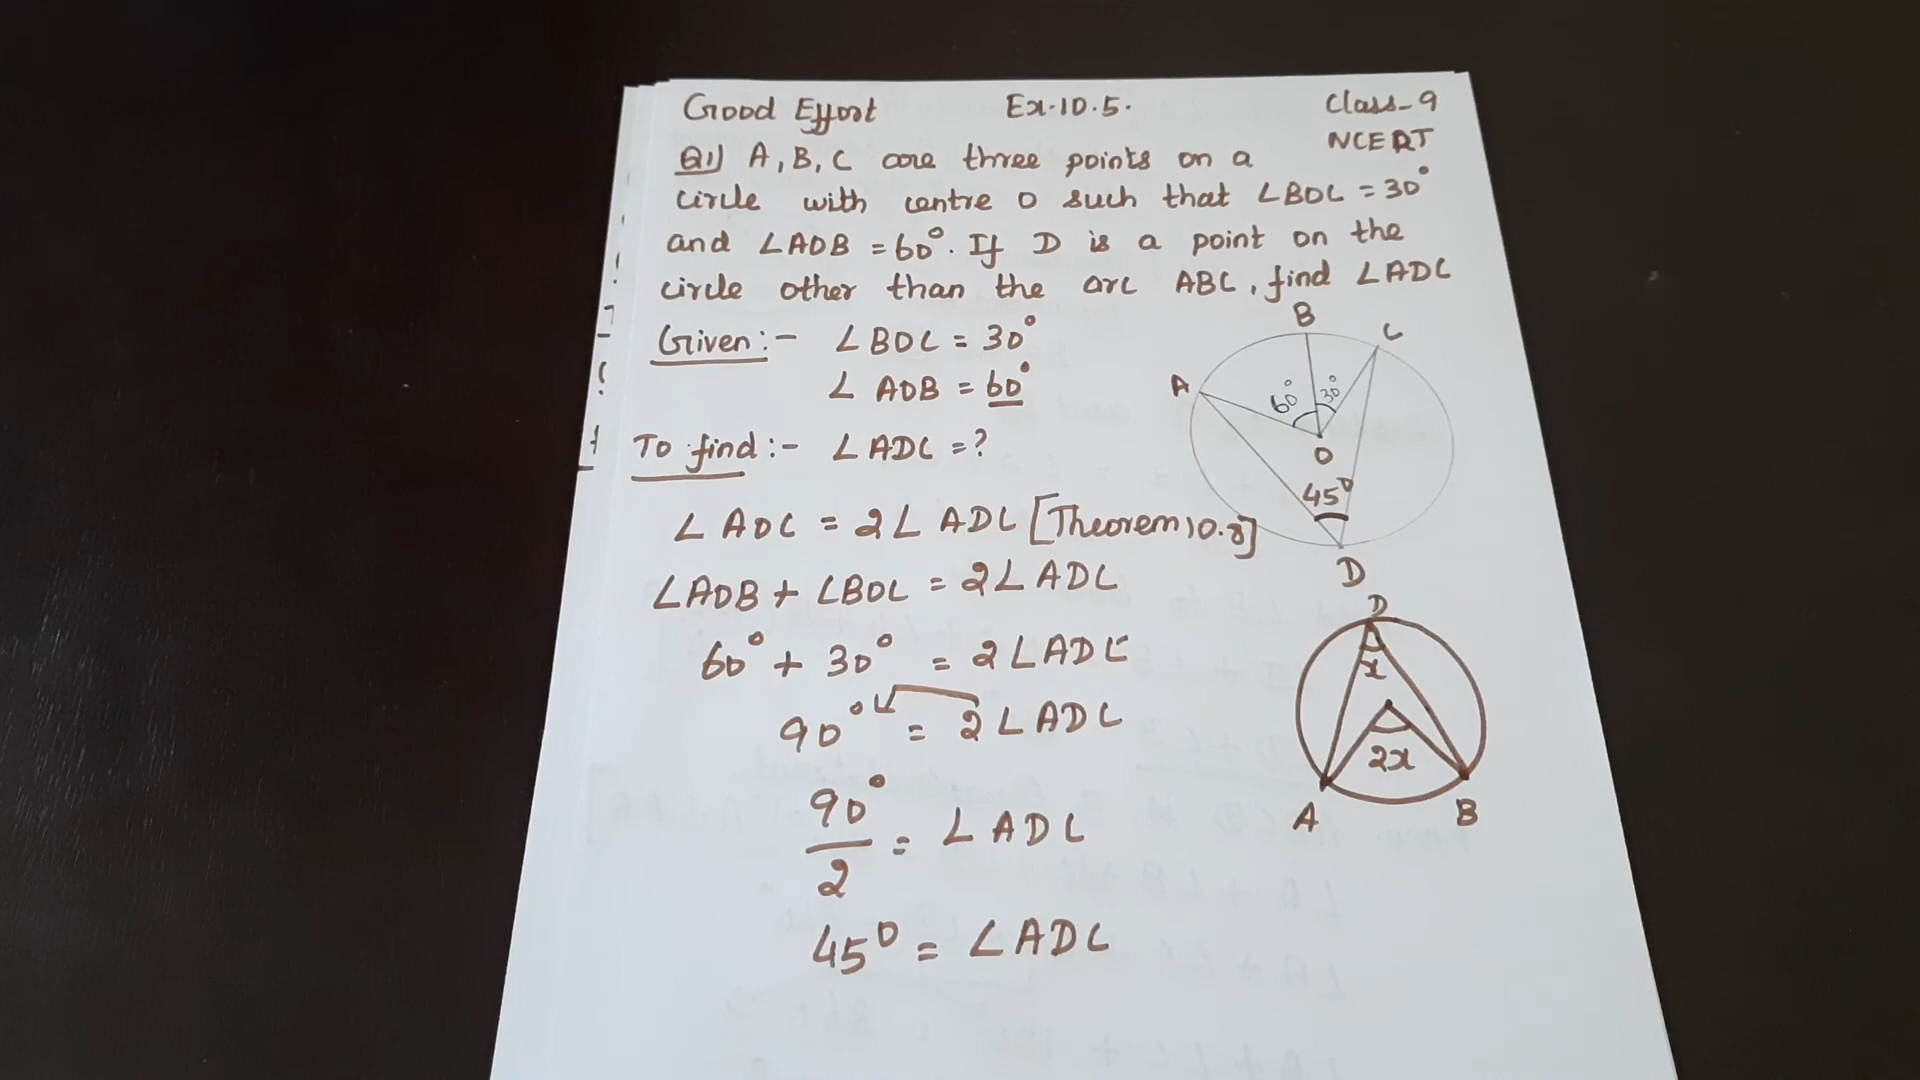 Good Effort Ex.10.5. Class-9
NCERT
Q1) A, B, C are three points on a
circle with centre O such that ∠BOC = 30°
and ∠AOB = 60°. If D is a point on the
circle other than the arc ABC, find ∠ADC
Given:- ∠BOC = 30°
∠AOB = 60°
To find:- ∠ADC = ?
∠AOC = 2∠ADC [Theorem 10.8]
∠AOB + ∠BOC = 2∠ADC
60° + 30° = 2∠ADC
90° = 2∠ADC
90°/2 = ∠ADC
45° = ∠ADC
B
C
A
60° 30°
O
45°
D
D
x
2x
A B